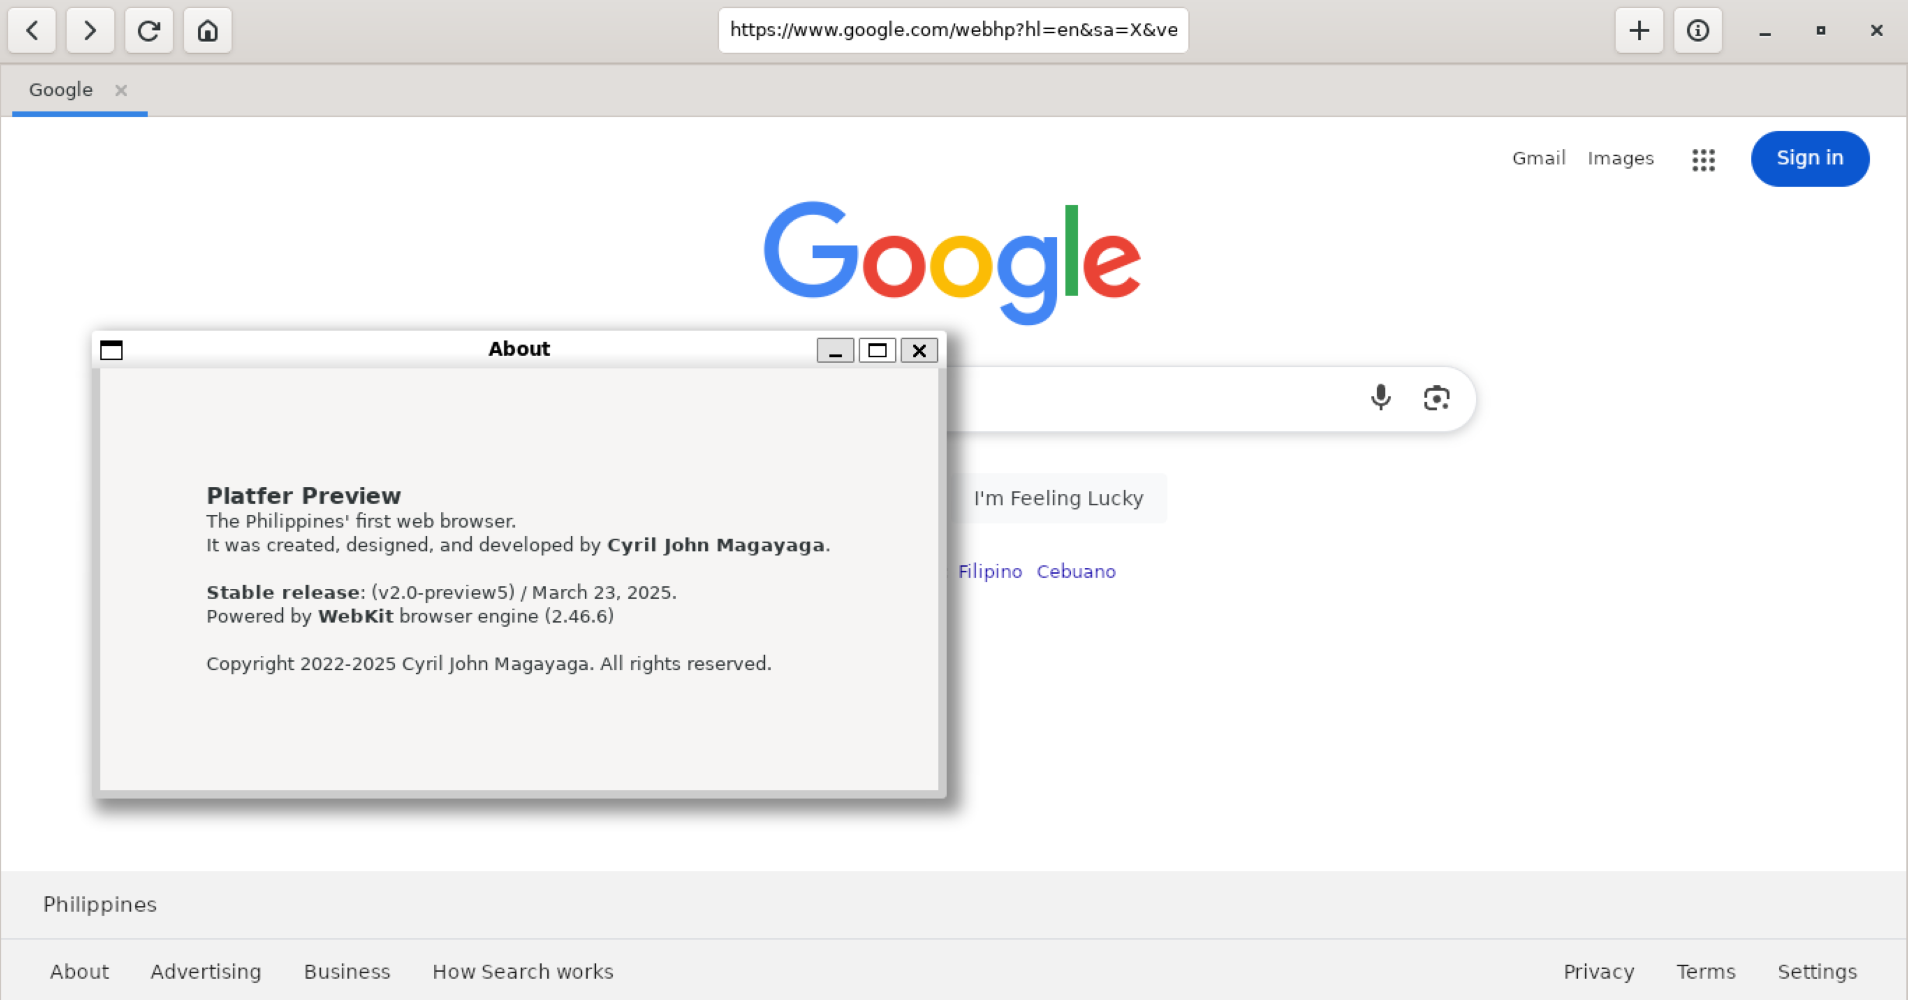 https://www.google.com/webhp?hl=en&sa=X&ve
Google
Gmail Images Sign in
Google
About
I'm Feeling Lucky
Filipino Cebuano
Platfer Preview
The Philippines' first web browser.
It was created, designed, and developed by Cyril John Magayaga.
Stable release: (v2.0-preview5) / March 23, 2025.
Powered by WebKit browser engine (2.46.6)
Copyright 2022-2025 Cyril John Magayaga. All rights reserved.
Philippines
About Advertising Business How Search works Privacy Terms Settings